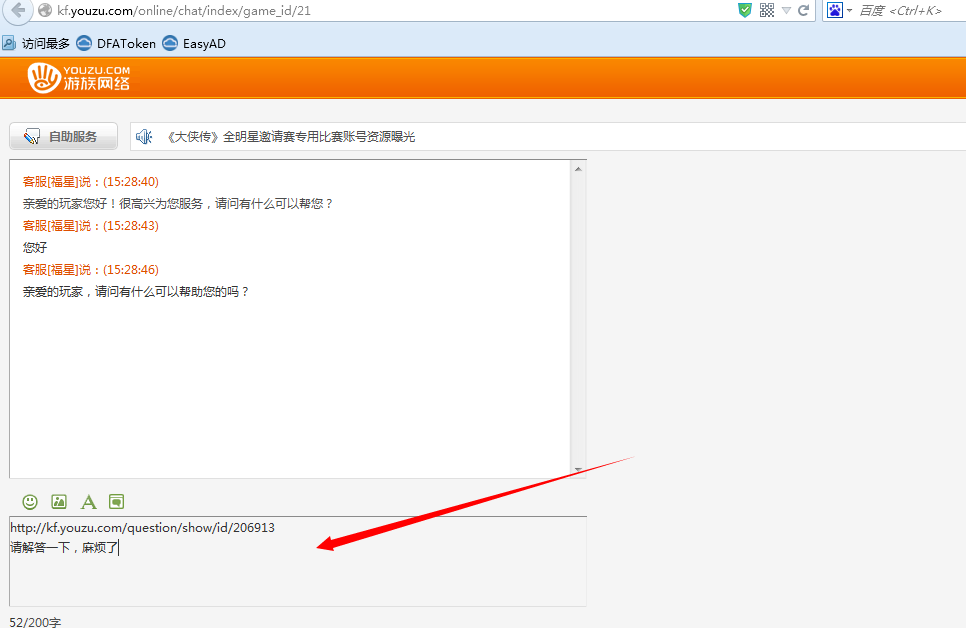 kf.youzu.com/online/chat/index/game_id/21
百度 <Ctrl+K>
访问最多 DFAToken EasyAD
YOUZU.COM
游族网络
自助服务
《大侠传》全明星邀请赛专用比赛账号资源曝光
客服[福星]说：(15:28:40)
亲爱的玩家您好！很高兴为您服务，请问有什么可以帮您？
客服[福星]说：(15:28:43)
您好
客服[福星]说：(15:28:46)
亲爱的玩家，请问有什么可以帮助您的吗？
http://kf.youzu.com/question/show/id/206913
请解答一下，麻烦了
52/200字